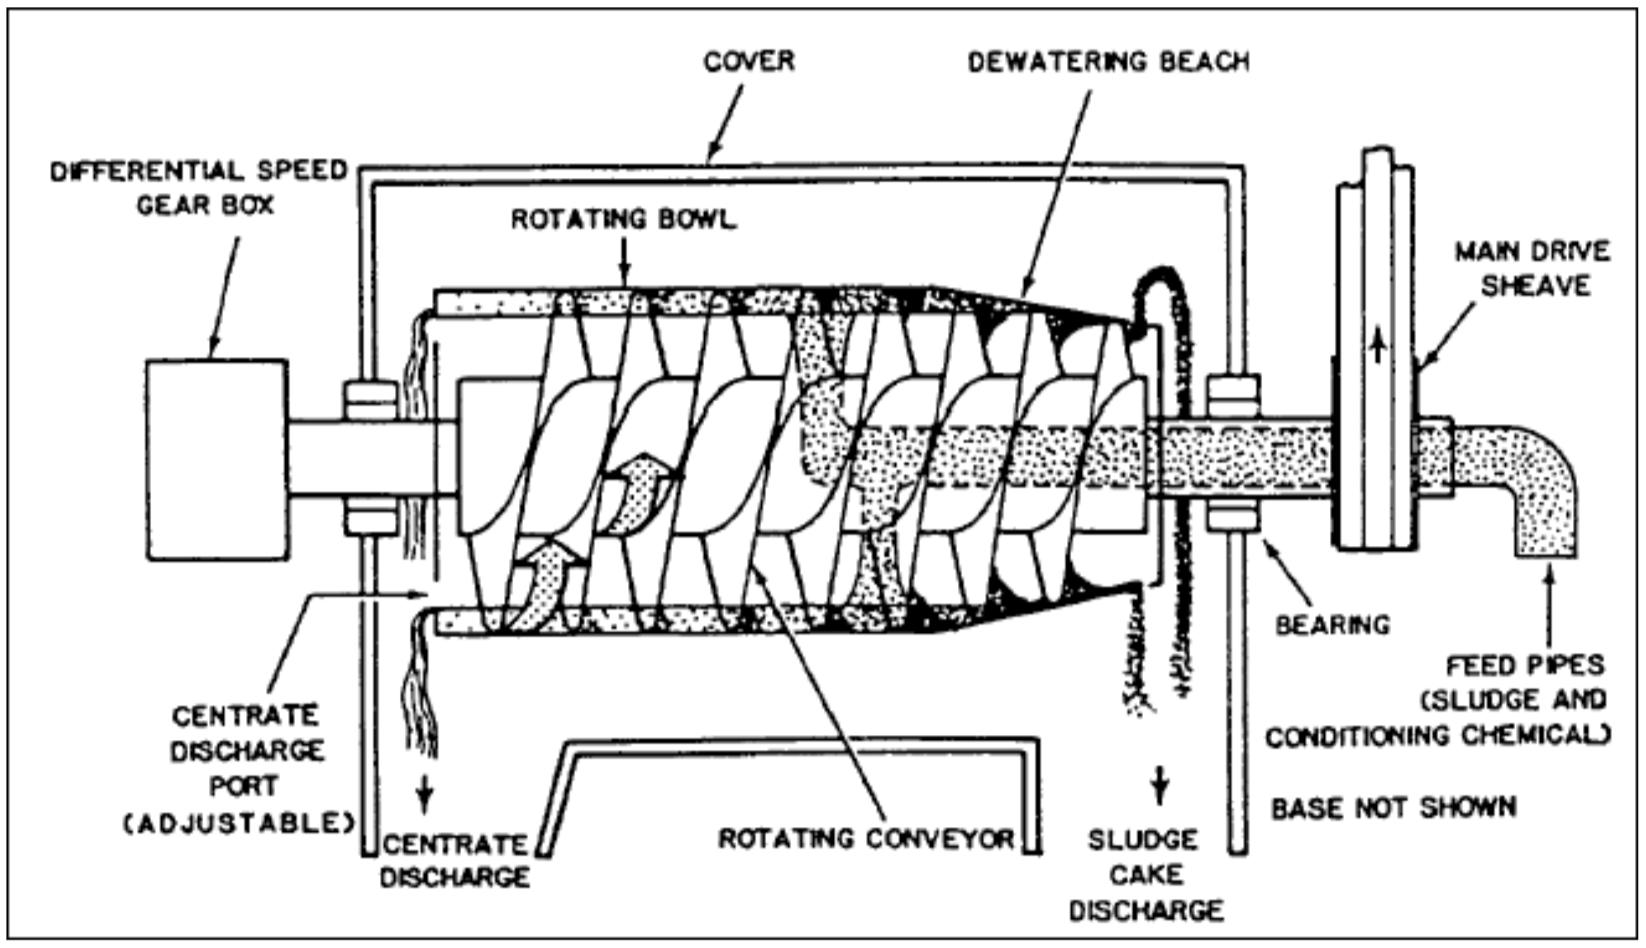 COVER
DEWATERING BEACH
DIFFERENTIAL SPEED
GEAR BOX
ROTATING BOWL
MAIN DRIVE
SHEAVE
BEARING
FEED PIPES
(SLUDGE AND
CONDITIONING CHEMICAL)
CENTRATE
DISCHARGE
PORT
(ADJUSTABLE)
CENTRATE
DISCHARGE
ROTATING CONVEYOR
SLUDGE
CAKE
DISCHARGE
BASE NOT SHOWN